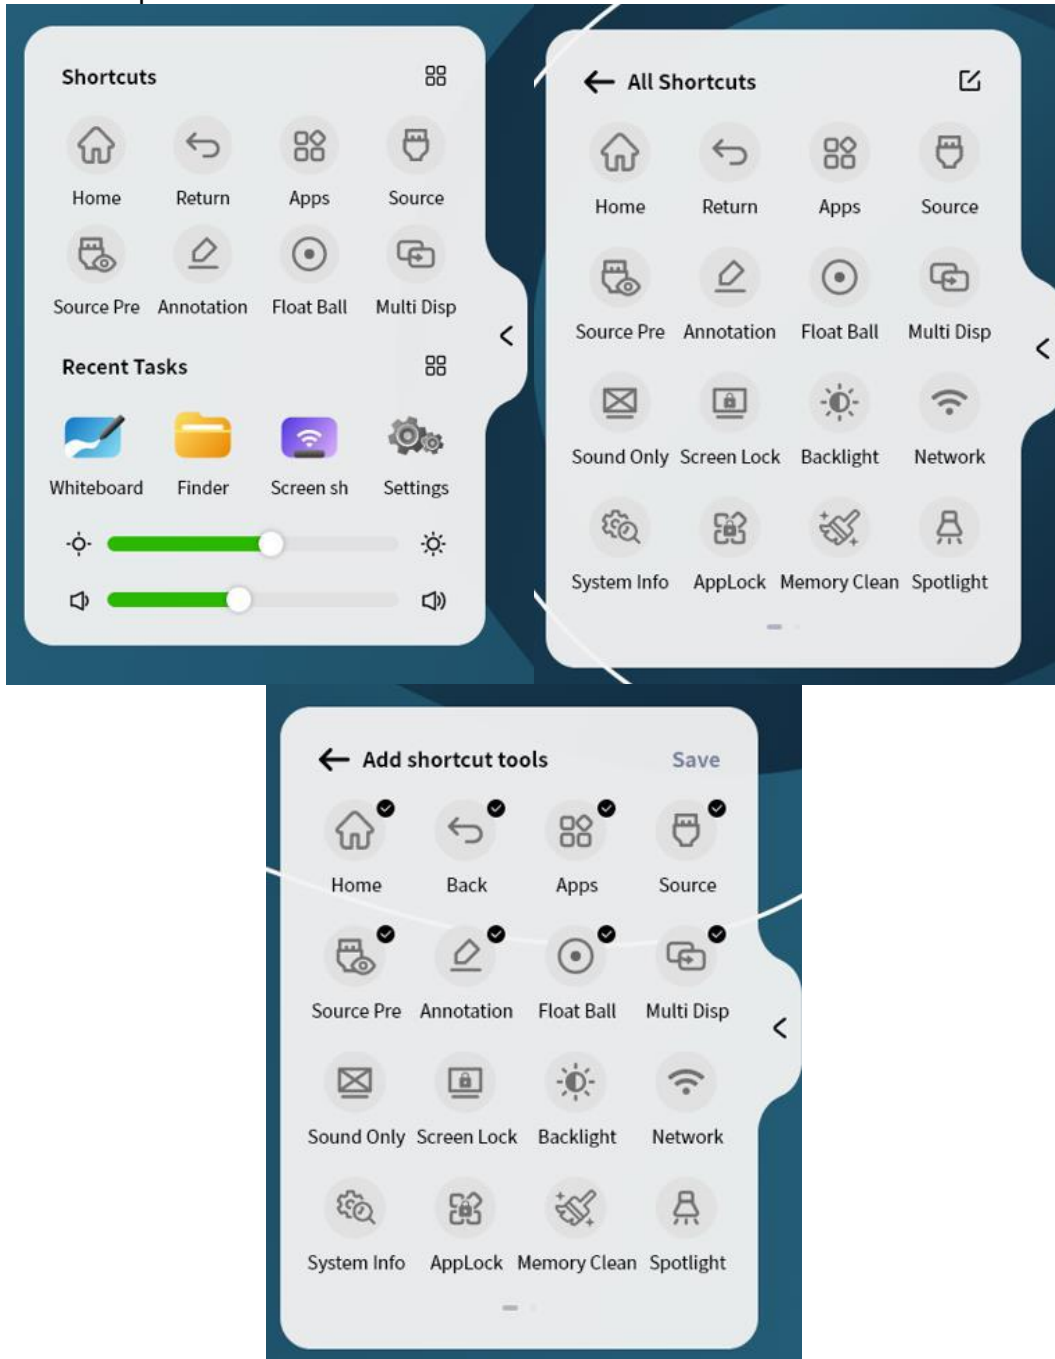 Shortcuts
Home Return Apps Source
Source Pre Annotation Float Ball Multi Disp
Recent Tasks
Whiteboard Finder Screen sh Settings
All Shortcuts
Home Return Apps Source
Source Pre Annotation Float Ball Multi Disp
Sound Only Screen Lock Backlight Network
System Info AppLock Memory Clean Spotlight
Add shortcut tools Save
Home Back Apps Source
Source Pre Annotation Float Ball Multi Disp
Sound Only Screen Lock Backlight Network
System Info AppLock Memory Clean Spotlight